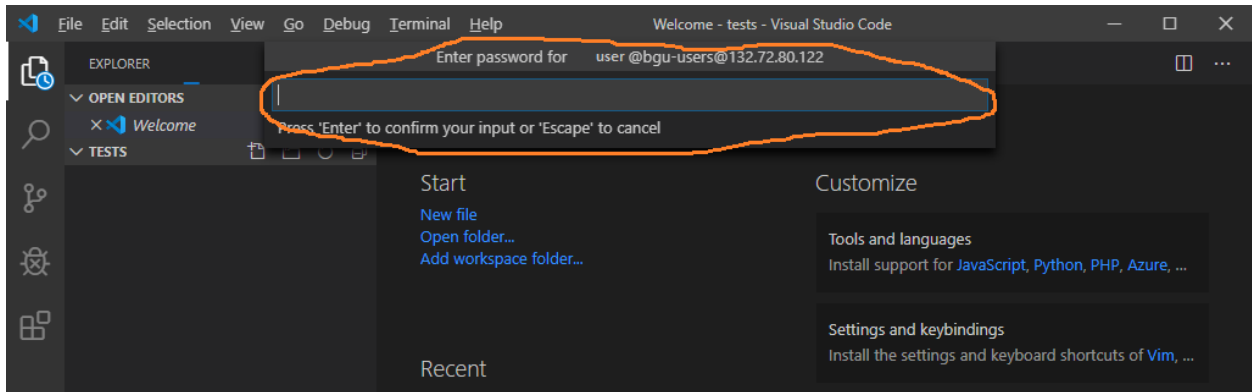 File Edit Selection View Go Debug Terminal Help Welcome - tests - Visual Studio Code
Enter password for user @bgu-users@132.72.80.122
Press 'Enter' to confirm your input or 'Escape' to cancel
EXPLORER
OPEN EDITORS
Welcome
TESTS
Start
New file
Open folder...
Add workspace folder...
Recent
Customize
Tools and languages
Install support for JavaScript, Python, PHP, Azure, ...
Settings and keybindings
Install the settings and keyboard shortcuts of Vim, ...